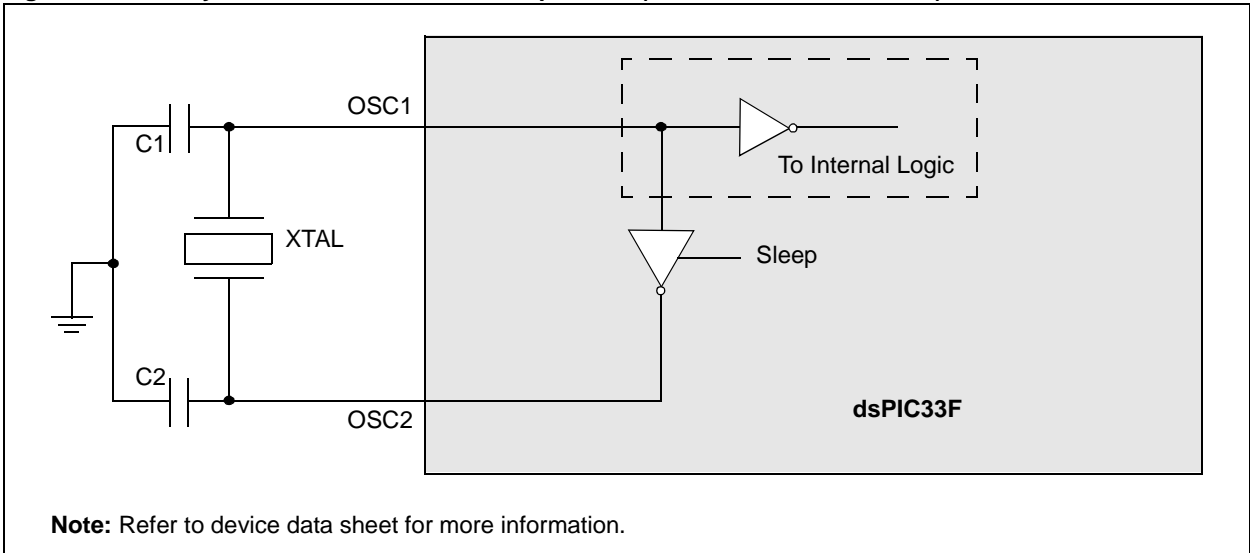 OSC1
C1
To Internal Logic
XTAL
Sleep
C2
OSC2
dsPIC33F
Note: Refer to device data sheet for more information.